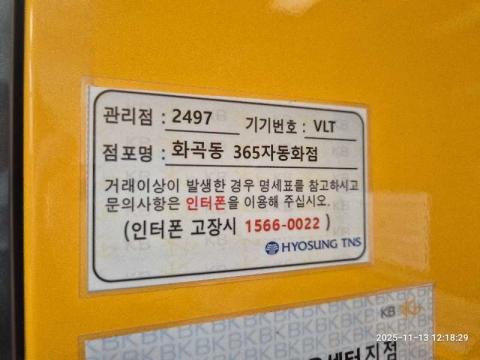 관리점 : 2497 기기번호 : VLT
점포명 : 화곡동 365자동화점
거래이상이 발생한 경우 명세표를 참고하시고
문의사항은 인터폰을 이용해 주십시오.
(인터폰 고장시 1566-0022 )
HYOSUNG TNS
KB
2025-11-13 12:18:29